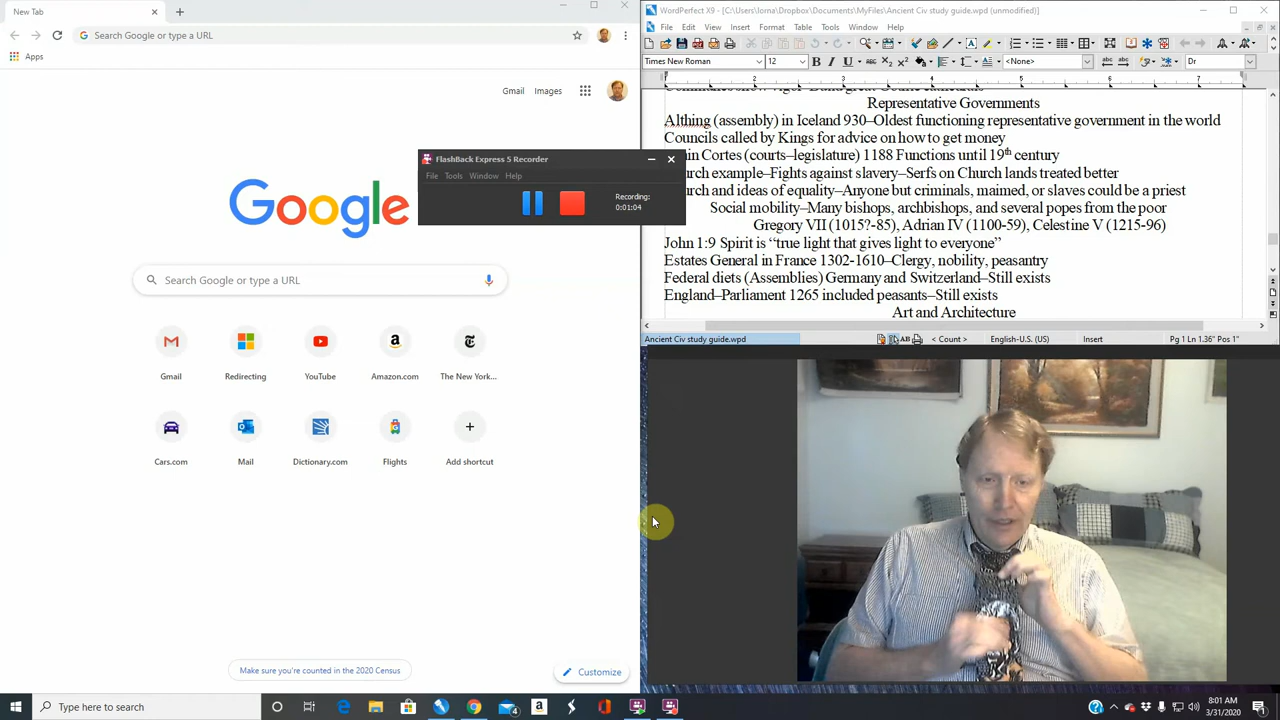 New Tab
Search Google or type a URL
Apps
Gmail Images
Google
Search Google or type a URL
Gmail
Redirecting
YouTube
Amazon.com
The New York...
Cars.com
Mail
Dictionary.com
Flights
Add shortcut
Make sure you're counted in the 2020 Census
Customize
FlashBack Express 5 Recorder
File Tools Window Help
Recording:
0:01:04
WordPerfect X9 - [C:\Users\lorna\Dropbox\Documents\MyFiles\Ancient Civ study guide.wpd (unmodified)]
File Edit View Insert Format Table Tools Window Help
Times New Roman 12 <None> Dr
2 3 4 5 6 7
Representative Governments
Althing (assembly) in Iceland 930–Oldest functioning representative government in the world
Councils called by Kings for advice on how to get money
Cortes (courts–legislature) 1188 Functions until 19th century
example–Fights against slavery–Serfs on Church lands treated better
and ideas of equality–Anyone but criminals, maimed, or slaves could be a priest
Social mobility–Many bishops, archbishops, and several popes from the poor
Gregory VII (1015?-85), Adrian IV (1100-59), Celestine V (1215-96)
John 1:9 Spirit is “true light that gives light to everyone”
Estates General in France 1302-1610–Clergy, nobility, peasantry
Federal diets (Assemblies) Germany and Switzerland–Still exists
England–Parliament 1265 included peasants–Still exists
Art and Architecture
Ancient Civ study guide.wpd AB < Count > English-U.S. (US) Insert Pg 1 Ln 1.36" Pos 1"
Type here to search
8:01 AM
3/31/2020